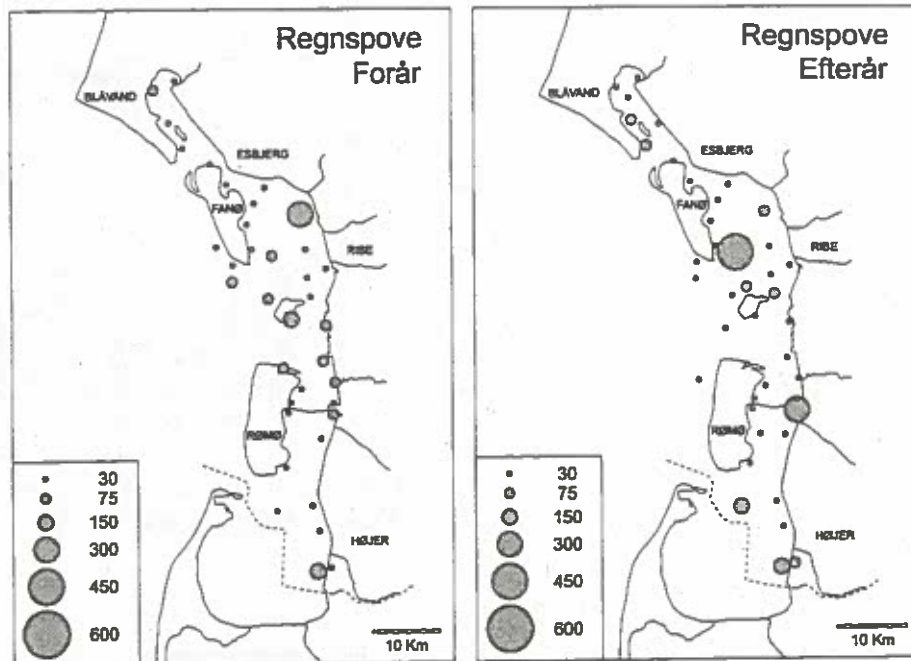 Regnspove
Forår
BLÅVAND
ESBJERG
FANØ
RIBE
RØMØ
HØJER
30
75
150
300
450
600
10 Km
Regnspove
Efterår
BLÅVAND
ESBJERG
FANØ
RIBE
RØMØ
HØJER
30
75
150
300
450
600
10 Km